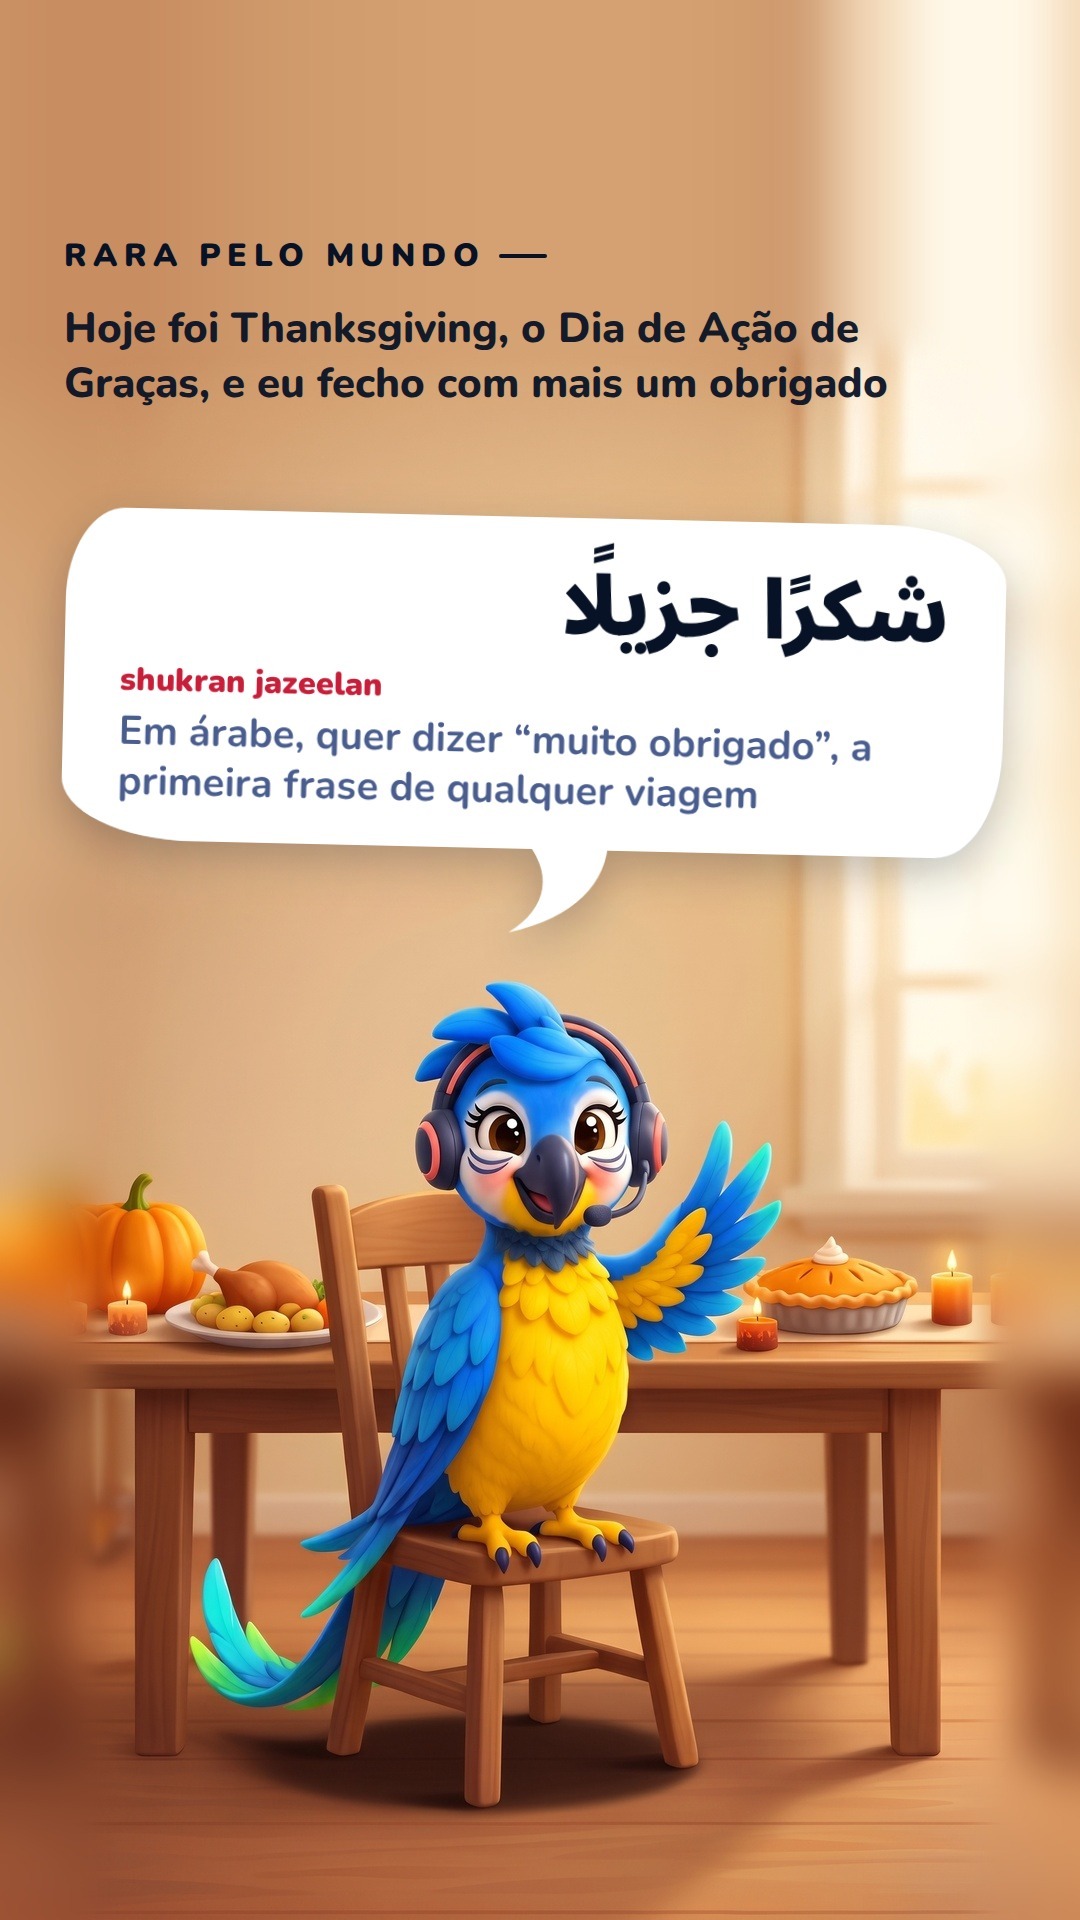 RARA PELO MUNDO —
Hoje foi Thanksgiving, o Dia de Ação de
Graças, e eu fecho com mais um obrigado
شكرًا جزيلًا
shukran jazeelan
Em árabe, quer dizer “muito obrigado”, a
primeira frase de qualquer viagem